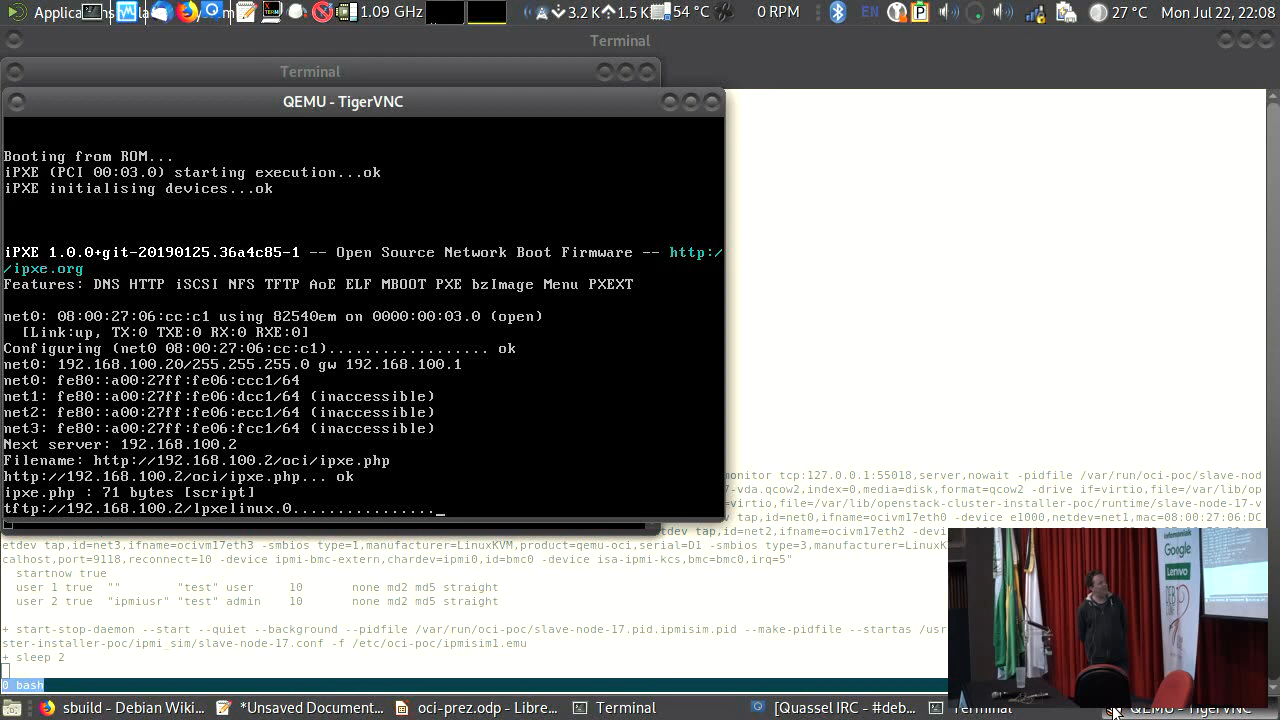 Applications
1.09 GHz
3.2 K
1.5 K
54 °C
0 RPM
EN
27 °C
Mon Jul 22, 22:08
Terminal
Terminal
QEMU - TigerVNC
Booting from ROM...
iPXE (PCI 00:03.0) starting execution...ok
iPXE initialising devices...ok
iPXE 1.0.0+git-20190125.36a4c85-1 -- Open Source Network Boot Firmware -- http:/
/ipxe.org
Features: DNS HTTP iSCSI NFS TFTP AoE ELF MBOOT PXE bzImage Menu PXEXT
net0: 08:00:27:06:cc:c1 using 82540em on 0000:00:03.0 (open)
[Link:up, TX:0 TXE:0 RX:0 RXE:0]
Configuring (net0 08:00:27:06:cc:c1).................. ok
net0: 192.168.100.20/255.255.255.0 gw 192.168.100.1
net0: fe80::a00:27ff:fe06:ccc1/64
net1: fe80::a00:27ff:fe06:dcc1/64 (inaccessible)
net2: fe80::a00:27ff:fe06:ecc1/64 (inaccessible)
net3: fe80::a00:27ff:fe06:fcc1/64 (inaccessible)
Next server: 192.168.100.2
Filename: http://192.168.100.2/oci/ipxe.php
http://192.168.100.2/oci/ipxe.php... ok
ipxe.php : 71 bytes [script]
tftp://192.168.100.2/lpxelinux.0................_
monitor tcp:127.0.0.1:55018,server,nowait -pidfile /var/run/oci-poc/slave-nod
-vda.qcow2,index=0,media=disk,format=qcow2 -drive if=virtio,file=/var/lib/op
tio,file=/var/lib/openstack-cluster-installer-poc/runtime/slave-node-17-v
tap,id=net0,ifname=ocivm17eth0 -device e1000,netdev=net1,mac=08:00:27:06:DC
etdev tap,id=net2,ifname=ocivm17eth2 -devi
etdev tap,id=net3,ifname=ocivm17eth3 -smbios type=1,manufacturer=LinuxKVM,product=qemu-oci,serial=D1 -smbios type=3,manufacturer=LinuxK
calhost,port=9118,reconnect=10 -device ipmi-bmc-extern,chardev=ipmi0,id=bmc0 -device isa-ipmi-kcs,bmc=bmc0,irq=5"
startnow true
user 1 true "" "test" user 10 none md2 md5 straight
user 2 true "ipmiusr" "test" admin 10 none md2 md5 straight
+ start-stop-daemon --start --quiet --background --pidfile /var/run/oci-poc/slave-node-17.pid.ipmisim.pid --make-pidfile --startas /usr
ster-installer-poc/ipmi_sim/slave-node-17.conf -f /etc/oci-poc/ipmisim1.emu
+ sleep 2
0 bash
infomaniak
Google
Lenovo
DEB
sbuild - Debian Wiki...
*Unsaved Document...
oci-prez.odp - Libre...
Terminal
[Quassel IRC - #deb...
Terminal
QEMU - TigerVNC